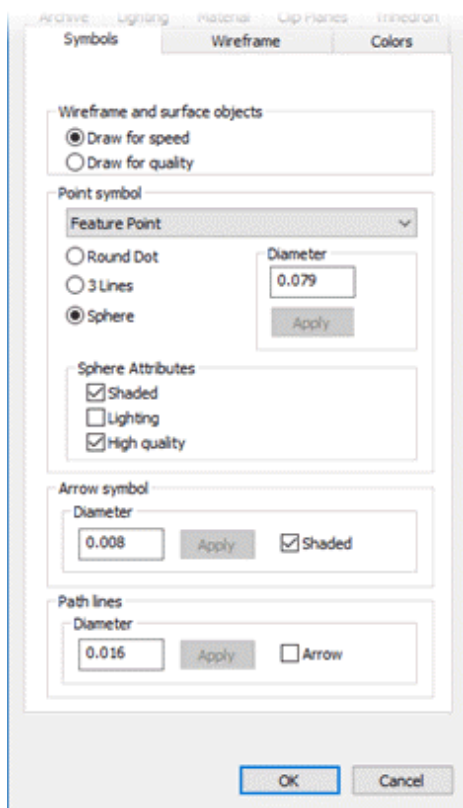 Archive Lighting Material Clip Planes Trihedron
Symbols Wireframe Colors
Wireframe and surface objects
Draw for speed
Draw for quality
Point symbol
Feature Point
Round Dot
Diameter
3 Lines
0.079
Sphere
Apply
Sphere Attributes
Shaded
Lighting
High quality
Arrow symbol
Diameter
0.008 Apply Shaded
Path lines
Diameter
0.016 Apply Arrow
OK Cancel